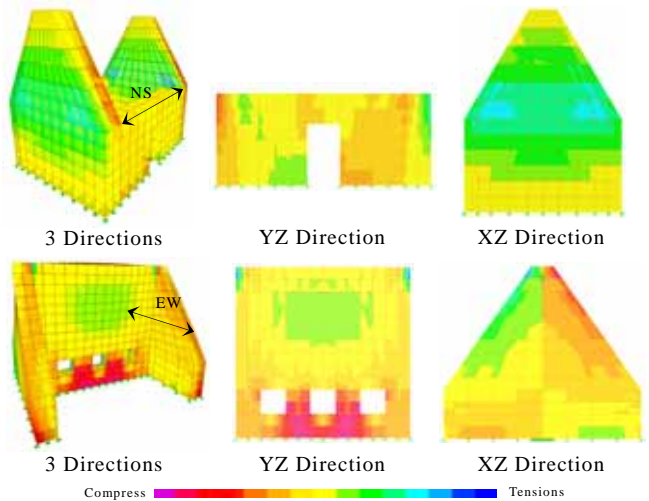 NS
3 Directions YZ Direction XZ Direction
EW
3 Directions YZ Direction XZ Direction
Compress Tensions